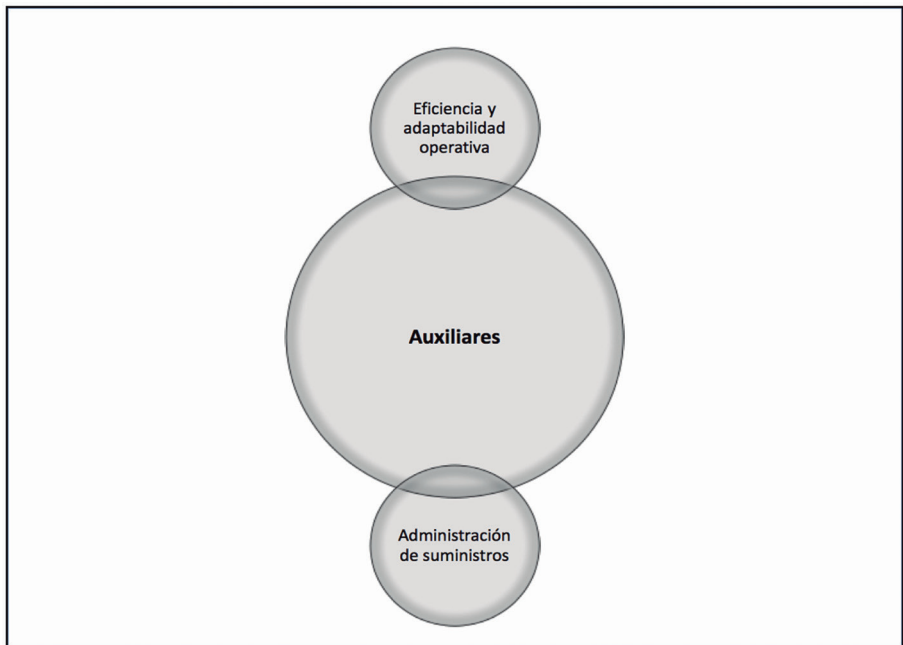 Eficiencia y
adaptabilidad
operativa
Auxiliares
Administración
de suministros